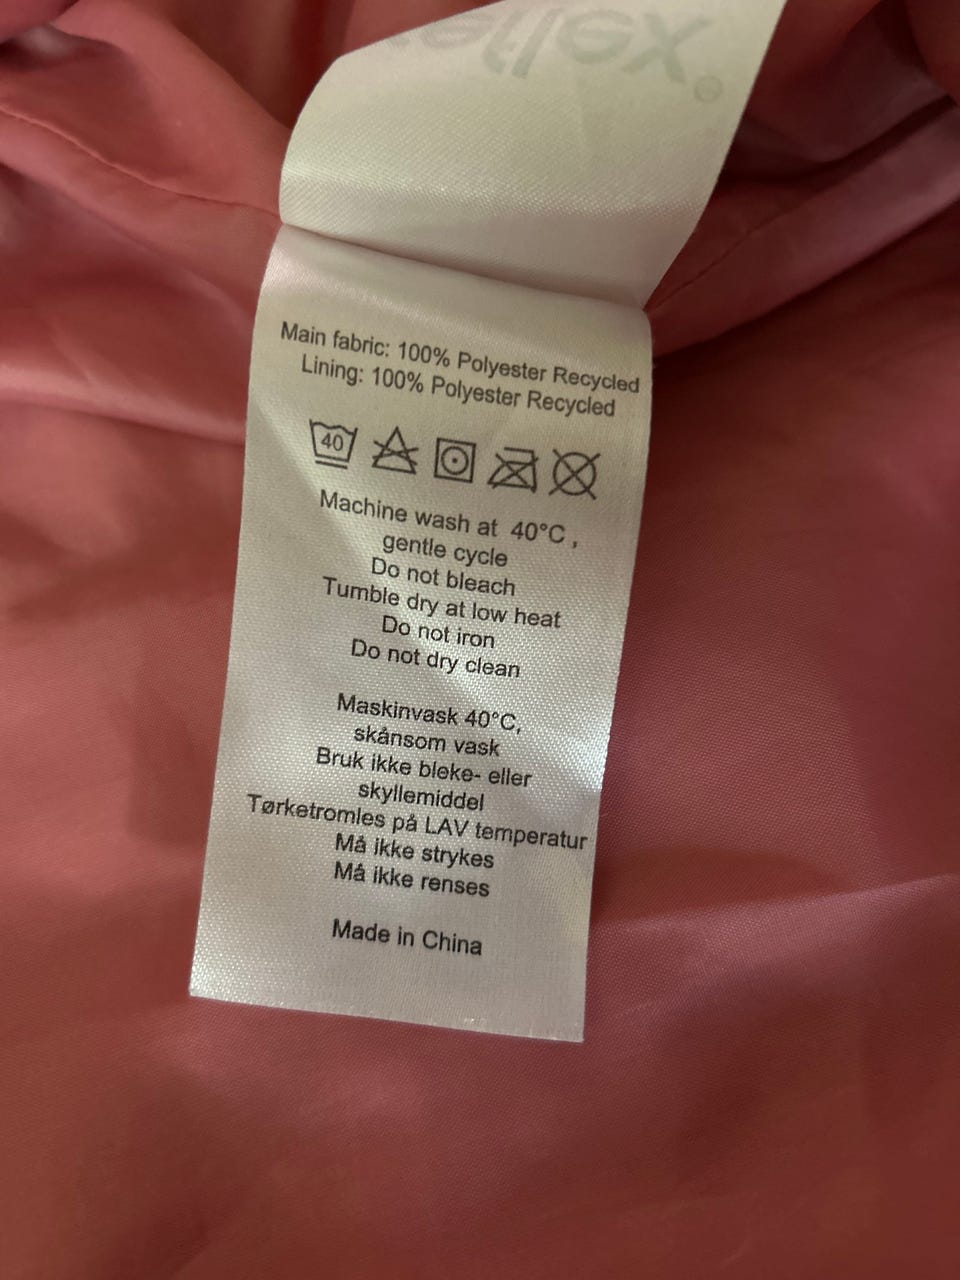 Main fabric: 100% Polyester Recycled
Lining: 100% Polyester Recycled
40
Machine wash at 40°C ,
gentle cycle
Do not bleach
Tumble dry at low heat
Do not iron
Do not dry clean
Maskinvask 40°C,
skånsom vask
Bruk ikke bleke- eller
skyllemiddel
Tørketromles på LAV temperatur
Må ikke strykes
Må ikke renses
Made in China